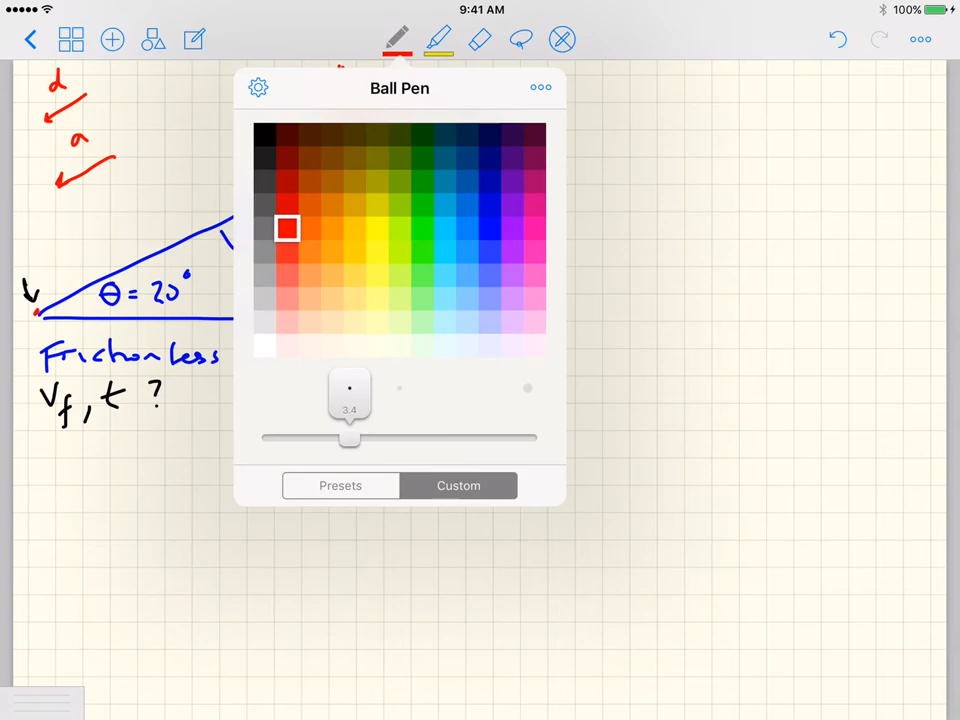 9:41 AM
100%
Ball Pen
d
a
θ = 20°
Frictionless
Vf, t ?
3.4
Presets
Custom